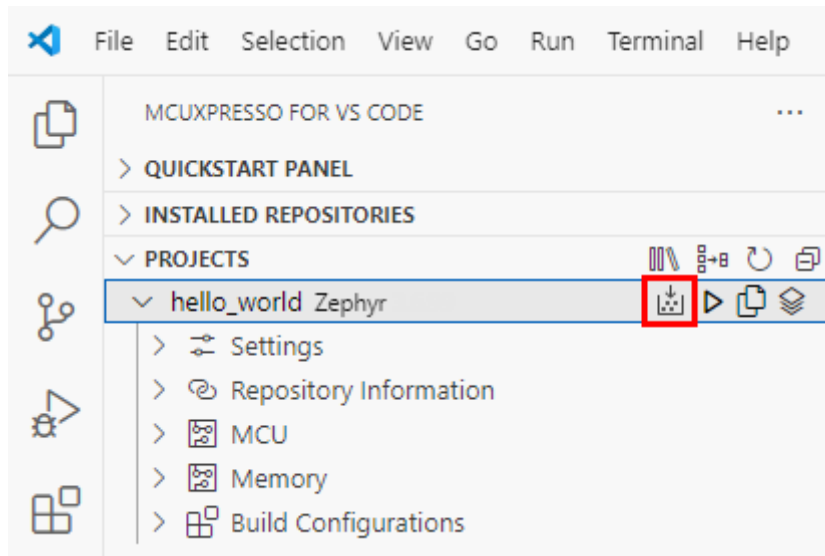 File Edit Selection View Go Run Terminal Help
MCUXPRESSO FOR VS CODE
QUICKSTART PANEL
INSTALLED REPOSITORIES
PROJECTS
hello_world Zephyr
Settings
Repository Information
MCU
Memory
Build Configurations